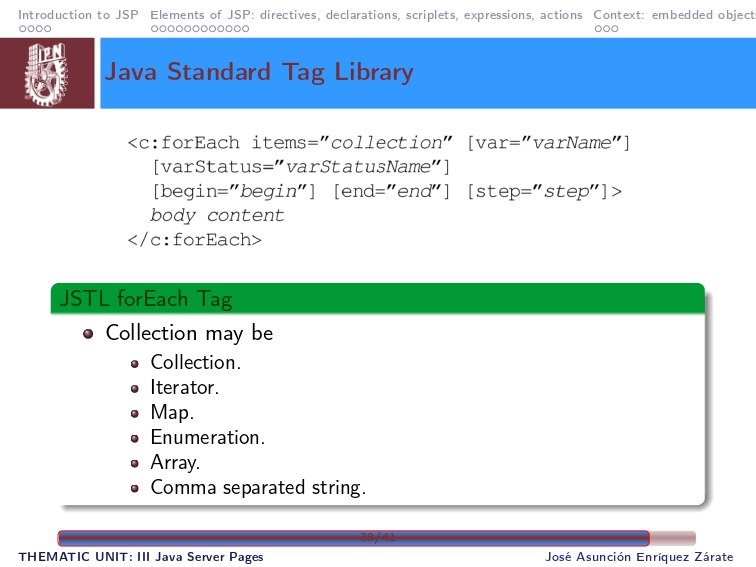 Introduction to JSP Elements of JSP: directives, declarations, scriplets, expressions, actions Context: embedded object
IPN
Java Standard Tag Library
<c:forEach items="collection" [var="varName"]
[varStatus="varStatusName"]
[begin="begin"] [end="end"] [step="step"]>
body content
</c:forEach>
JSTL forEach Tag
Collection may be
Collection.
Iterator.
Map.
Enumeration.
Array.
Comma separated string.
38/41
THEMATIC UNIT: III Java Server Pages José Asunción Enríquez Zárate